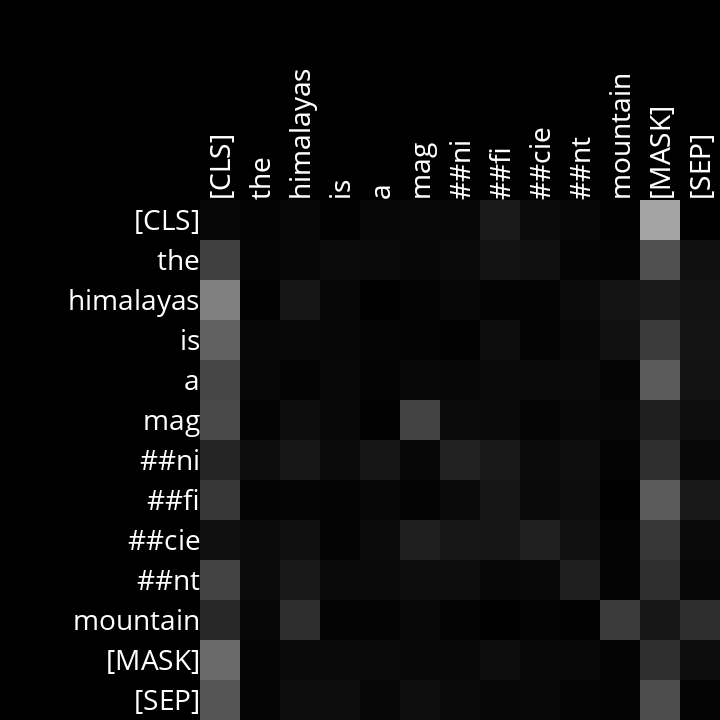 [CLS]
the
himalayas
is
a
mag
##ni
##fi
##cie
##nt
mountain
[MASK]
[SEP]
[CLS]
the
himalayas
is
a
mag
##ni
##fi
##cie
##nt
mountain
[MASK]
[SEP]